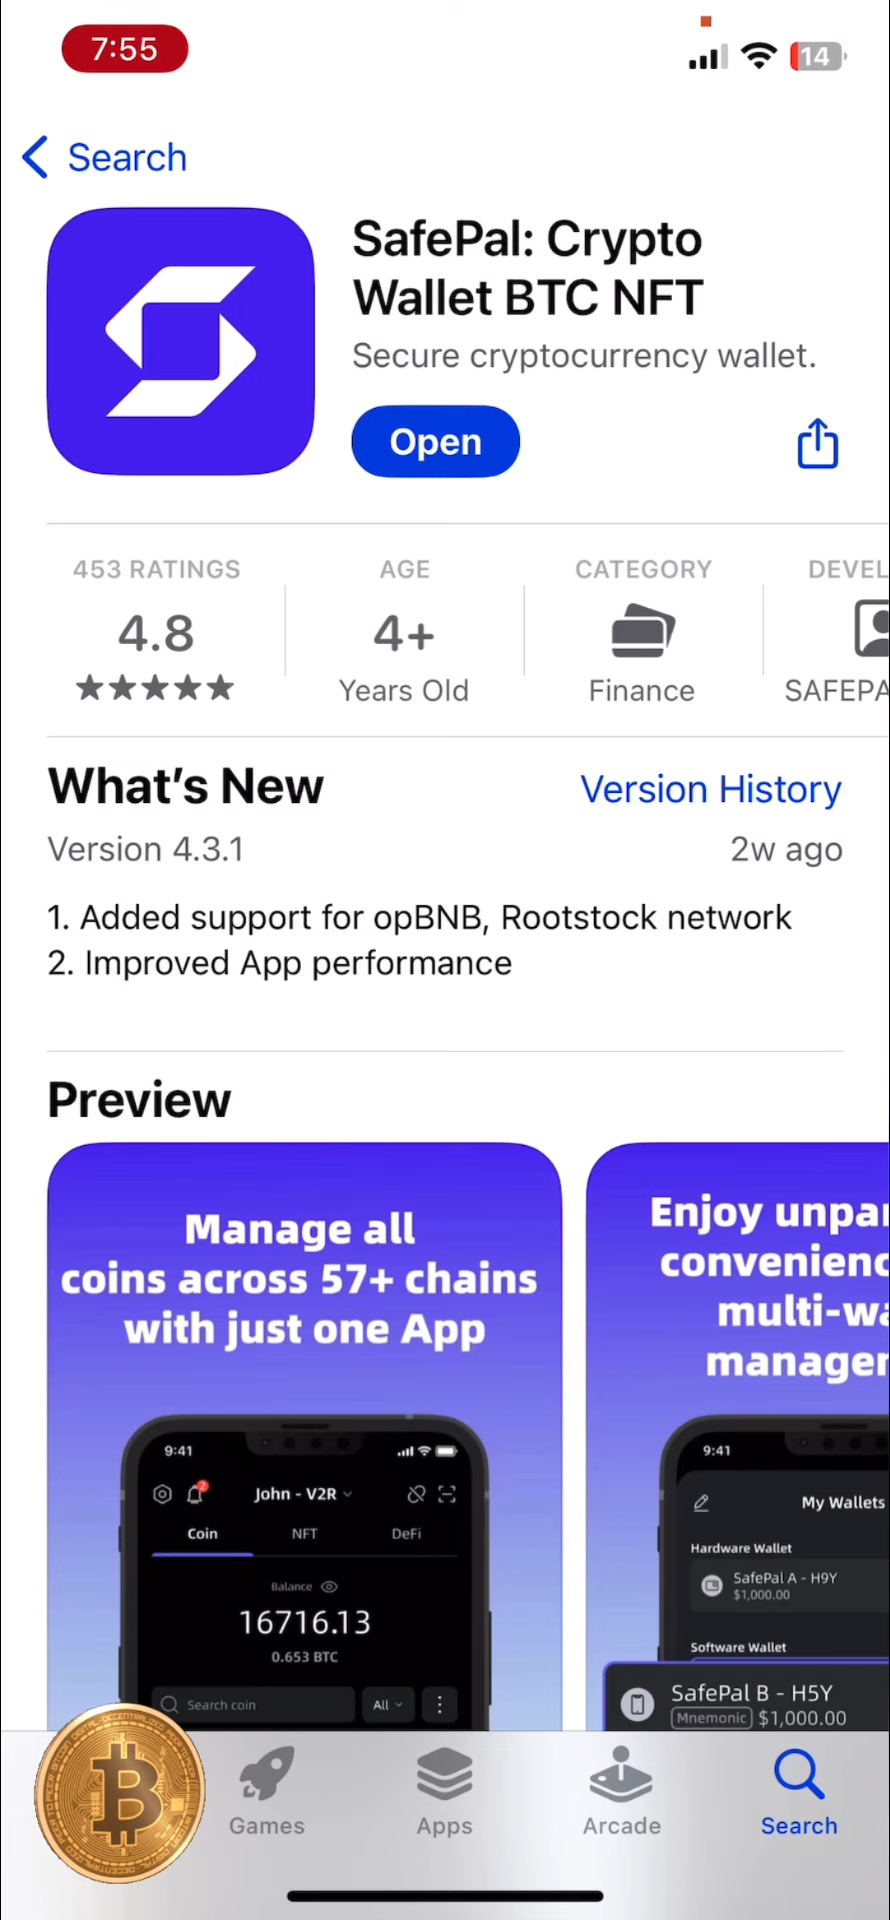 7:55
14
Search
SafePal: Crypto
Wallet BTC NFT
Secure cryptocurrency wallet.
Open
453 RATINGS
4.8
AGE
4+
Years Old
CATEGORY
Finance
DEVEL
SAFEPA
What's New
Version History
Version 4.3.1
2w ago
1. Added support for opBNB, Rootstock network
2. Improved App performance
Preview
Manage all
coins across 57+ chains
with just one App
9:41
2
John - V2R
Coin
NFT
DeFi
Balance
16716.13
0.653 BTC
Search coin
All
Enjoy unpar
convenienc
multi-wa
manager
9:41
My Wallets
Hardware Wallet
SafePal A - H9Y
$1,000.00
Software Wallet
SafePal B - H5Y
Mnemonic $1,000.00
Games
Apps
Arcade
Search